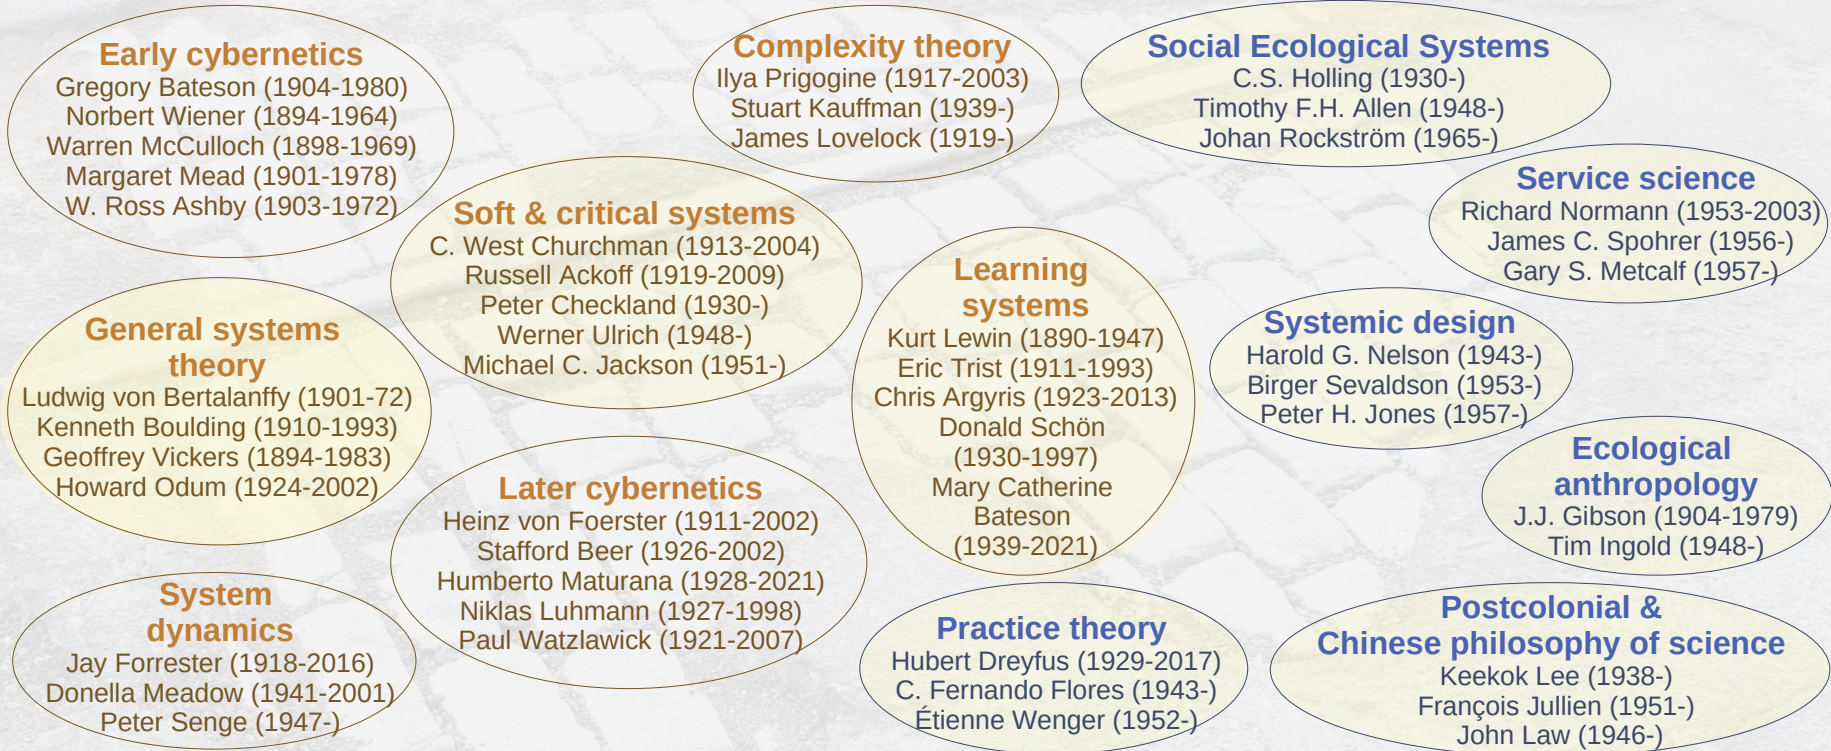 Early cybernetics
Gregory Bateson (1904-1980)
Norbert Wiener (1894-1964)
Warren McCulloch (1898-1969)
Margaret Mead (1901-1978)
W. Ross Ashby (1903-1972)
Complexity theory
Ilya Prigogine (1917-2003)
Stuart Kauffman (1939-)
James Lovelock (1919-)
Social Ecological Systems
C.S. Holling (1930-)
Timothy F.H. Allen (1948-)
Johan Rockström (1965-)
Service science
Richard Normann (1953-2003)
James C. Spohrer (1956-)
Gary S. Metcalf (1957-)
Soft & critical systems
C. West Churchman (1913-2004)
Russell Ackoff (1919-2009)
Peter Checkland (1930-)
Werner Ulrich (1948-)
Michael C. Jackson (1951-)
Learning
systems
Kurt Lewin (1890-1947)
Eric Trist (1911-1993)
Chris Argyris (1923-2013)
Donald Schön
(1930-1997)
Mary Catherine
Bateson
(1939-2021)
Systemic design
Harold G. Nelson (1943-)
Birger Sevaldson (1953-)
Peter H. Jones (1957-)
General systems
theory
Ludwig von Bertalanffy (1901-72)
Kenneth Boulding (1910-1993)
Geoffrey Vickers (1894-1983)
Howard Odum (1924-2002)
Later cybernetics
Heinz von Foerster (1911-2002)
Stafford Beer (1926-2002)
Humberto Maturana (1928-2021)
Niklas Luhmann (1927-1998)
Paul Watzlawick (1921-2007)
Ecological
anthropology
J.J. Gibson (1904-1979)
Tim Ingold (1948-)
System
dynamics
Jay Forrester (1918-2016)
Donella Meadow (1941-2001)
Peter Senge (1947-)
Practice theory
Hubert Dreyfus (1929-2017)
C. Fernando Flores (1943-)
Étienne Wenger (1952-)
Postcolonial &
Chinese philosophy of science
Keekok Lee (1938-)
François Jullien (1951-)
John Law (1946-)